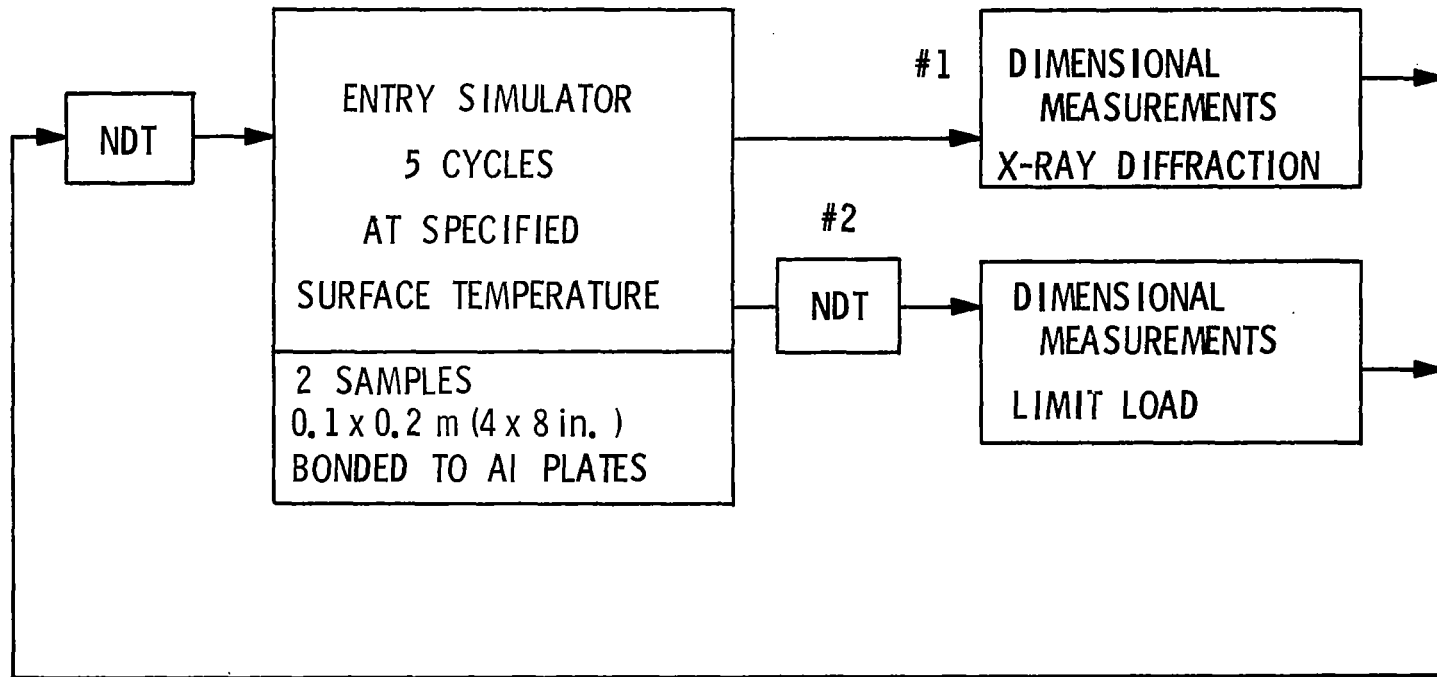 NDT
ENTRY SIMULATOR
5 CYCLES
AT SPECIFIED
SURFACE TEMPERATURE
2 SAMPLES
0.1 x 0.2 m (4 x 8 in. )
BONDED TO Al PLATES
#1
DIMENSIONAL
MEASUREMENTS
X-RAY DIFFRACTION
#2
NDT
DIMENSIONAL
MEASUREMENTS
LIMIT LOAD